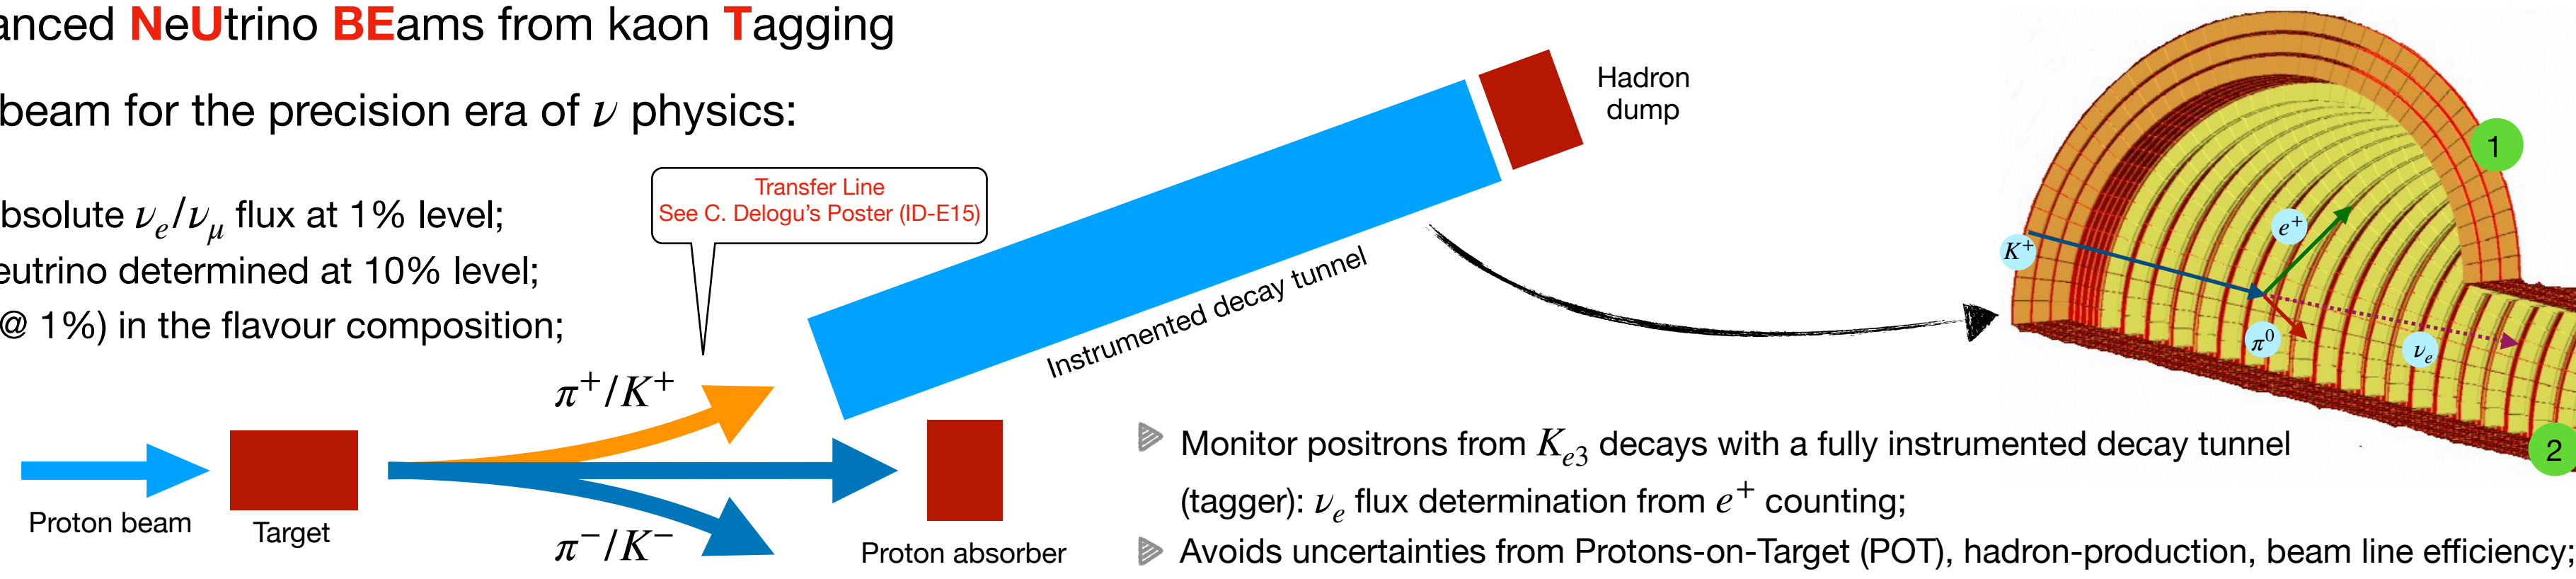 anced NeUtrino BEams from kaon Tagging
beam for the precision era of ν physics:
bsolute νe/νμ flux at 1% level;
eutrino determined at 10% level;
@ 1%) in the flavour composition;
Transfer Line
See C. Delogu's Poster (ID-E15)
Hadron
dump
Instrumented decay tunnel
π+/K+
π−/K−
Proton beam
Target
Proton absorber
1
K+
e+
π0
νe
2
Monitor positrons from Ke3 decays with a fully instrumented decay tunnel
(tagger): νe flux determination from e+ counting;
Avoids uncertainties from Protons-on-Target (POT), hadron-production, beam line efficiency;